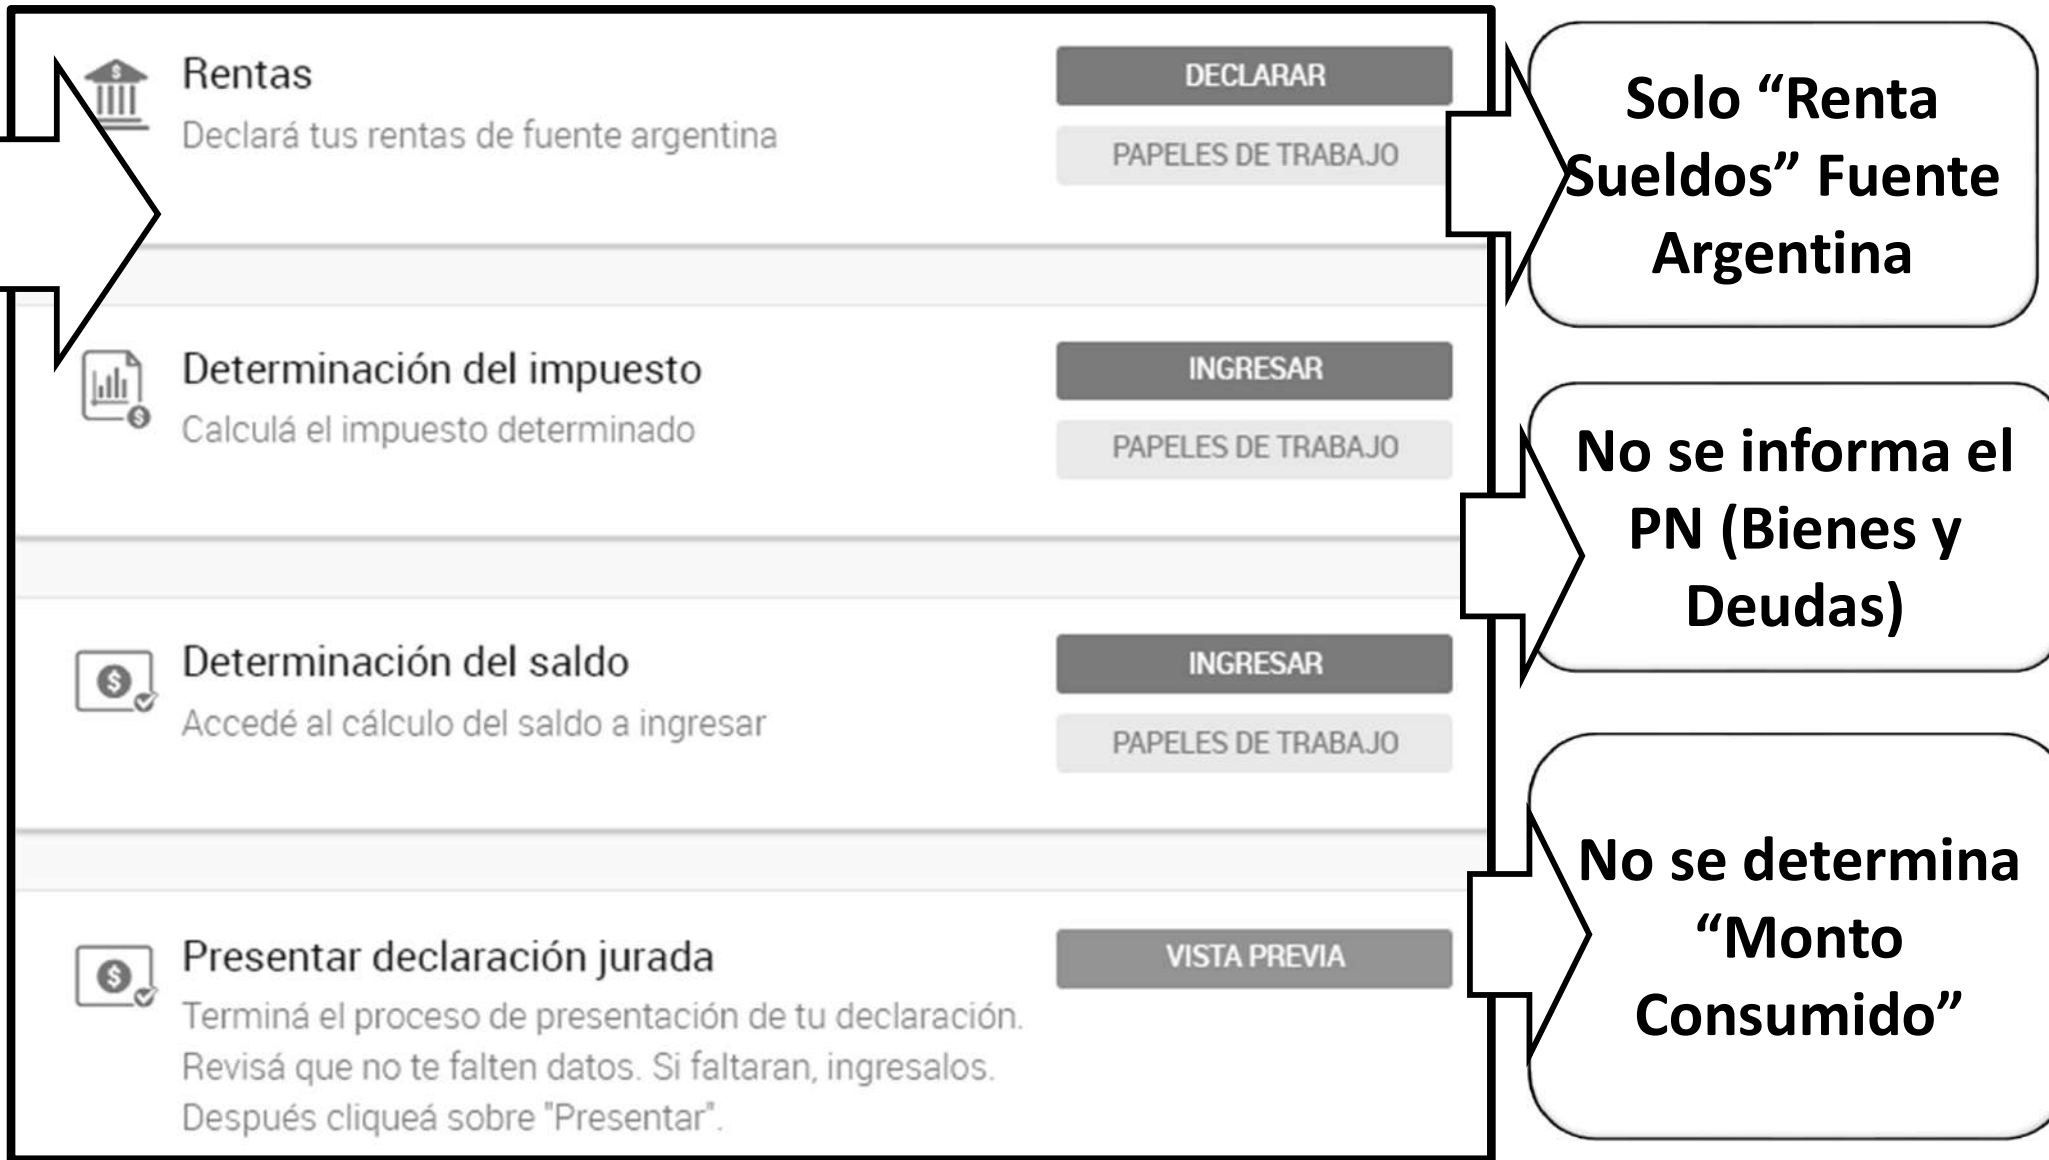 Rentas
DECLARAR
Declará tus rentas de fuente argentina
PAPELES DE TRABAJO
Solo “Renta
Sueldos” Fuente
Argentina
Determinación del impuesto
INGRESAR
Calculá el impuesto determinado
PAPELES DE TRABAJO
No se informa el
PN (Bienes y
Deudas)
Determinación del saldo
INGRESAR
Accedé al cálculo del saldo a ingresar
PAPELES DE TRABAJO
No se determina
“Monto
Consumido”
Presentar declaración jurada
VISTA PREVIA
Terminá el proceso de presentación de tu declaración.
Revisá que no te falten datos. Si faltaran, ingresalos.
Después cliqueá sobre "Presentar".